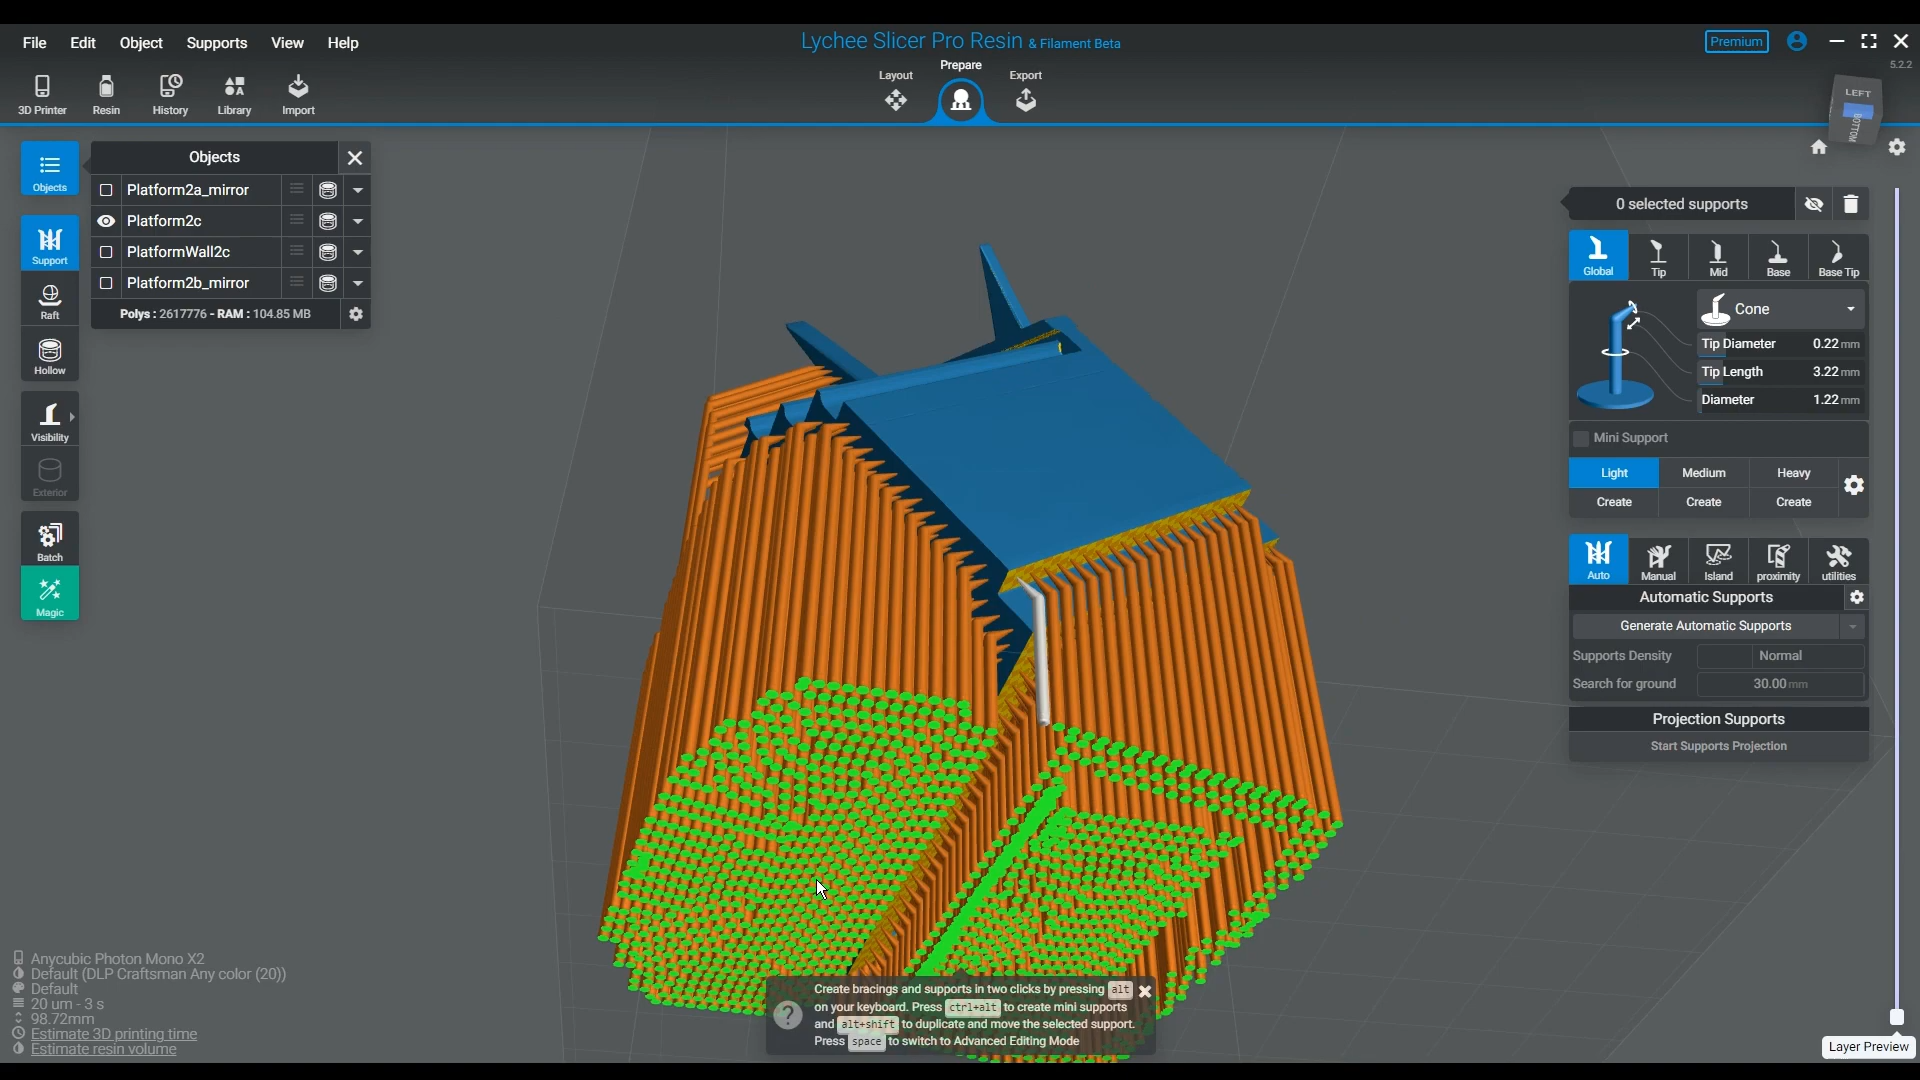 File Edit Object Supports View Help
Lychee Slicer Pro Resin & Filament Beta
Premium
5.2.2
3D Printer Resin History Library Import
Layout Prepare Export
LEFT
BOTTOM
Objects
Support
Raft
Hollow
Visibility
Exterior
Batch
Magic
Objects
Platform2a_mirror
Platform2c
PlatformWall2c
Platform2b_mirror
Polys : 2617776 - RAM : 104.85 MB
0 selected supports
Global Tip Mid Base Base Tip
Cone
Tip Diameter 0.22 mm
Tip Length 3.22 mm
Diameter 1.22 mm
Mini Support
Light Medium Heavy
Create Create Create
Auto Manual Island proximity utilities
Automatic Supports
Generate Automatic Supports
Supports Density Normal
Search for ground 30.00 mm
Projection Supports
Start Supports Projection
Anycubic Photon Mono X2
Default (DLP Craftsman Any color (20))
Default
20 um - 3 s
98.72mm
Estimate 3D printing time
Estimate resin volume
? Create bracings and supports in two clicks by pressing alt
on your keyboard. Press ctrl+alt to create mini supports
and alt+shift to duplicate and move the selected support.
Press space to switch to Advanced Editing Mode
Layer Preview